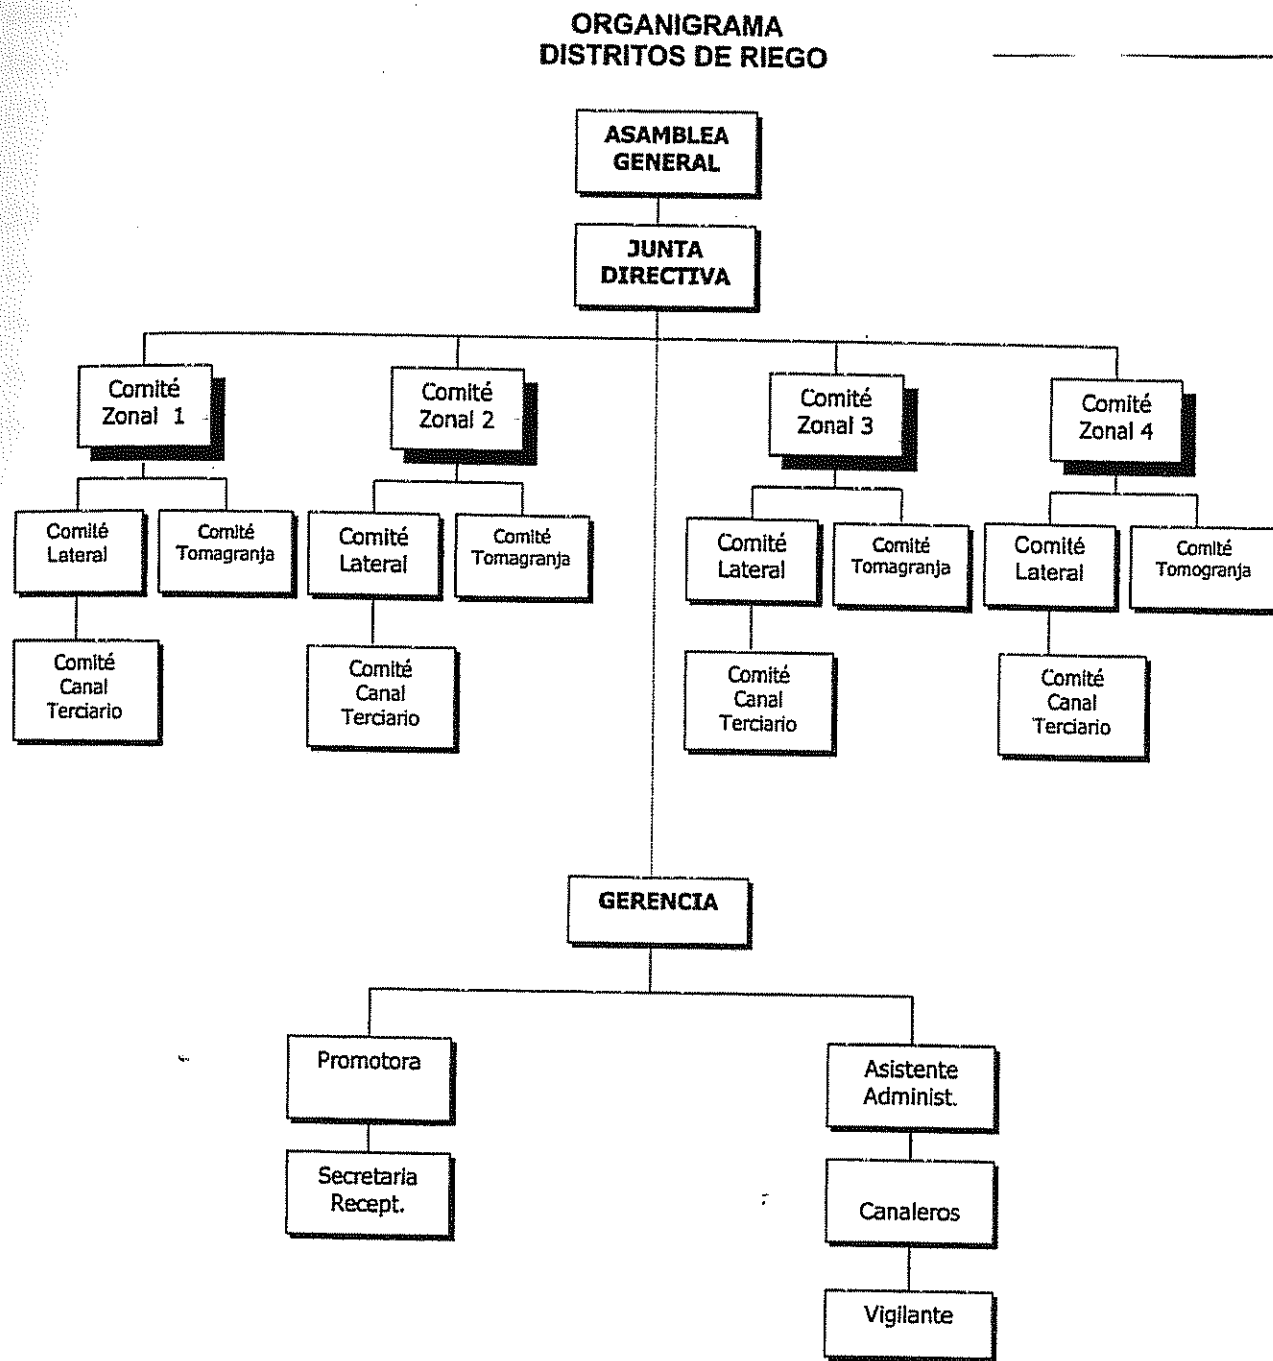 ORGANIGRAMA
DISTRITOS DE RIEGO
ASAMBLEA
GENERAL
JUNTA
DIRECTIVA
Comité
Zonal 1
Comité
Zonal 2
Comité
Zonal 3
Comité
Zonal 4
Comité
Lateral
Comité
Tomagranja
Comité
Lateral
Comité
Tomagranja
Comité
Lateral
Comité
Tomagranja
Comité
Lateral
Comité
Tomogranja
Comité
Canal
Terciario
Comité
Canal
Terciario
Comité
Canal
Terciario
Comité
Canal
Terciario
GERENCIA
Promotora
Asistente
Administ.
Secretaria
Recept.
Canaleros
Vigilante